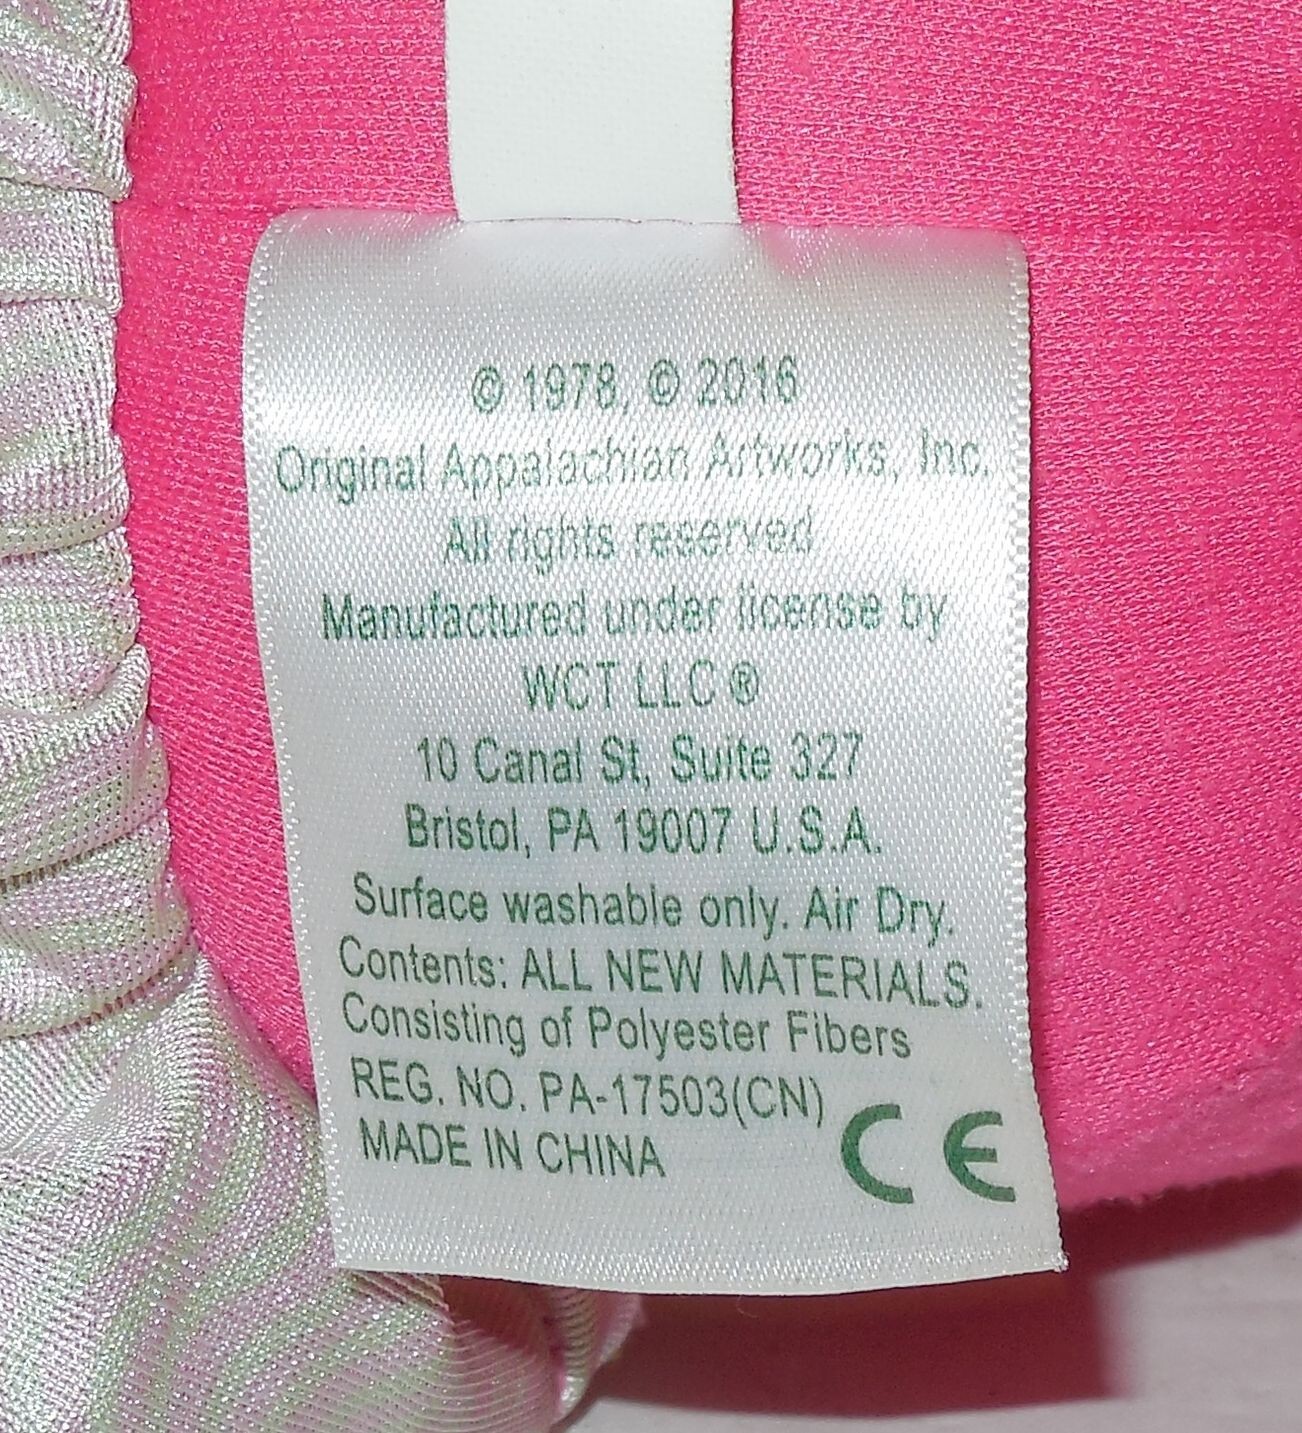 © 1978, © 2016
Original Appalachian Artworks, Inc.
All rights reserved
Manufactured under license by
WCT LLC ®
10 Canal St, Suite 327
Bristol, PA 19007 U.S.A.
Surface washable only. Air Dry.
Contents: ALL NEW MATERIALS.
Consisting of Polyester Fibers
REG. NO. PA-17503(CN)
MADE IN CHINA
CE